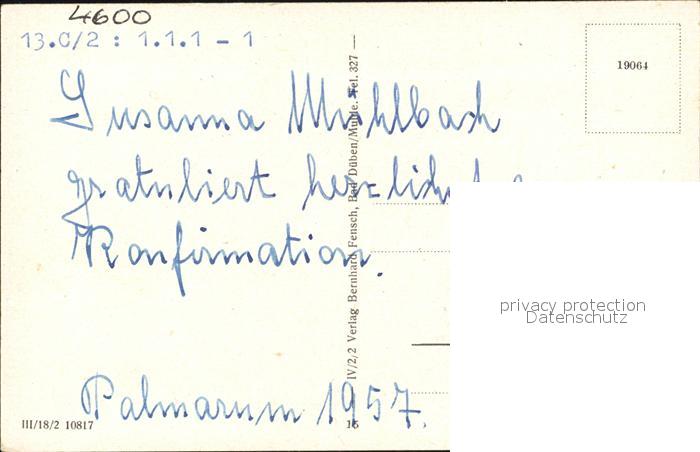 4600
13.C/2 : 1.1.1 - 1
19064
Susanna Mühlbach
gratuliert herzlich
Konfirmation.
Palmarum 1957.
IV/2,2 Verlag Bernhard Fensch, Bad Düben/Mulde. Tel. 327 —
III/18/2 10817
15
privacy protection
Datenschutz